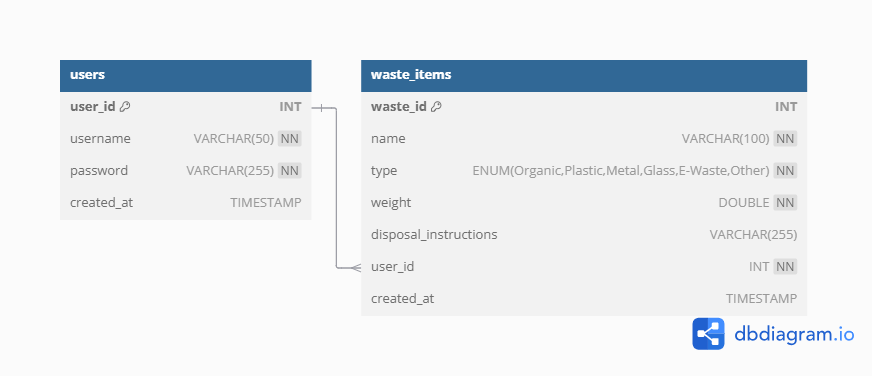 users
user_id INT
username VARCHAR(50) NN
password VARCHAR(255) NN
created_at TIMESTAMP
waste_items
waste_id INT
name VARCHAR(100) NN
type ENUM(Organic,Plastic,Metal,Glass,E-Waste,Other) NN
weight DOUBLE NN
disposal_instructions VARCHAR(255)
user_id INT NN
created_at TIMESTAMP
dbdiagram.io